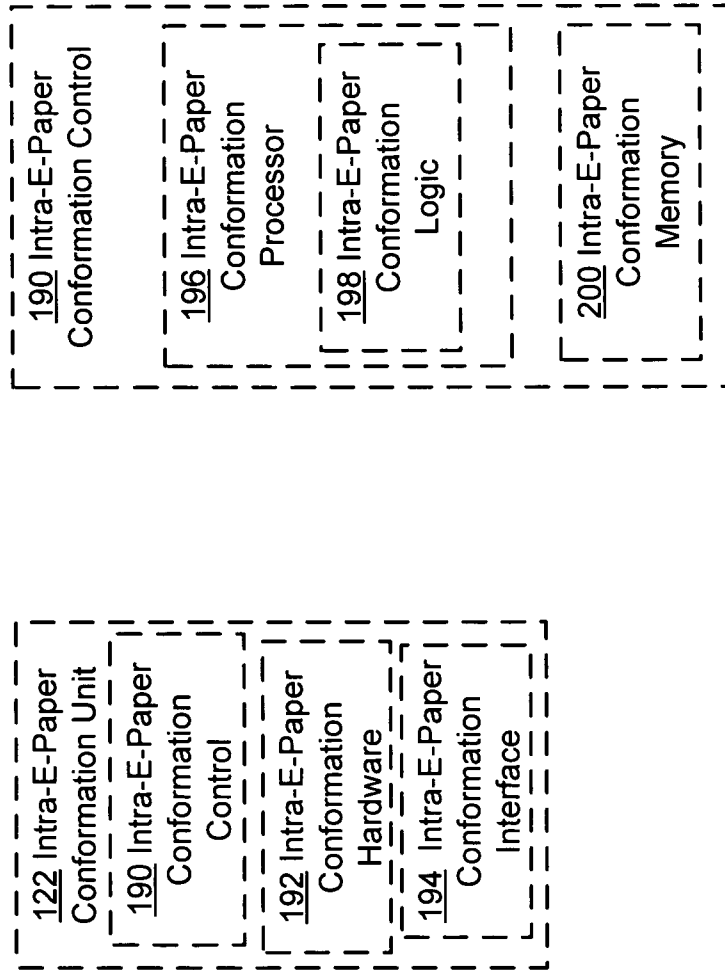 122 Intra-E-Paper
Conformation Unit
190 Intra-E-Paper
Conformation
Control
192 Intra-E-Paper
Conformation
Hardware
194 Intra-E-Paper
Conformation
Interface
190 Intra-E-Paper
Conformation Control
196 Intra-E-Paper
Conformation
Processor
198 Intra-E-Paper
Conformation
Logic
200 Intra-E-Paper
Conformation
Memory